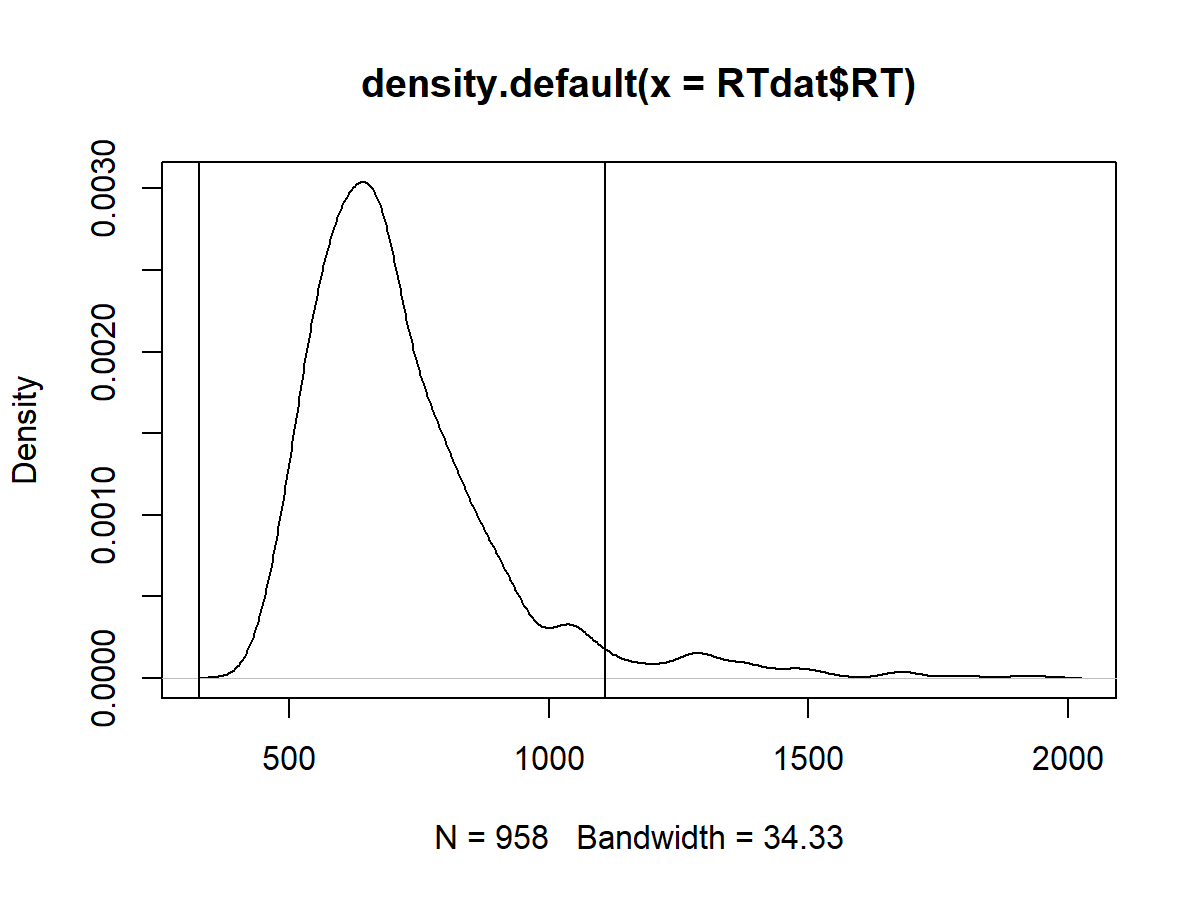 density.default(x = RTdat$RT)
Density
0.0030
0.0020
0.0010
0.0000
500 1000 1500 2000
N = 958 Bandwidth = 34.33